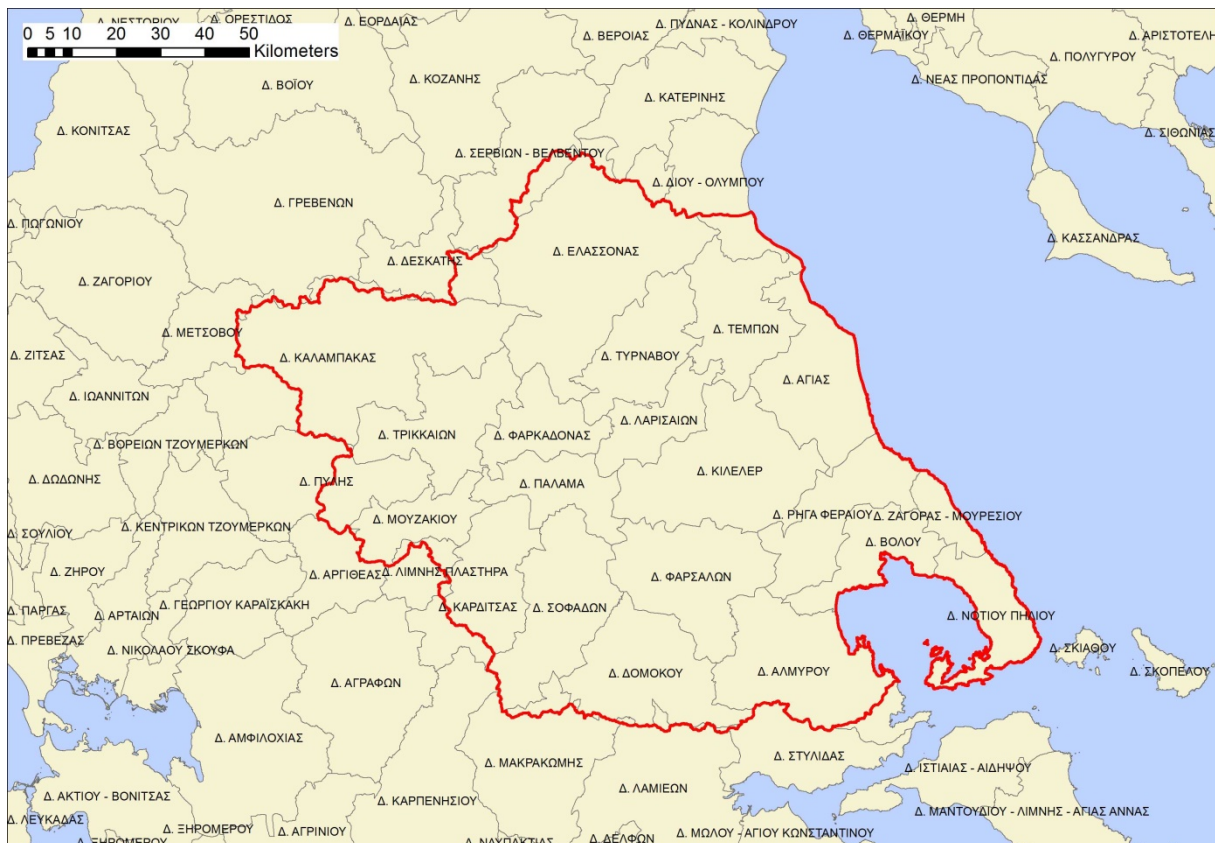 Δ. ΝΕΣΤΟΡΙΟΥ
Δ. ΟΡΕΣΤΙΔΟΣ
Δ. ΕΟΡΔΑΙΑΣ
Δ. ΠΥΔΝΑΣ - ΚΟΛΙΝΔΡΟΥ
Δ. ΘΕΡΜΗ
0 5 10 20 30 40 50
Kilometers
Δ. ΒΕΡΟΙΑΣ
Δ. ΘΕΡΜΑΪΚΟΥ
Δ. ΑΡΙΣΤΟΤΕΛΗ
Δ. ΠΟΛΥΓΥΡΟΥ
Δ. ΒΟΪΟΥ
Δ. ΚΟΖΑΝΗΣ
Δ. ΝΕΑΣ ΠΡΟΠΟΝΤΙΔΑΣ
Δ. ΚΑΤΕΡΙΝΗΣ
Δ. ΚΟΝΙΤΣΑΣ
Δ. ΣΙΘΩΝΙΑΣ
Δ. ΣΕΡΒΙΩΝ - ΒΕΛΒΕΝΤΟΥ
Δ. ΔΙΟΥ - ΟΛΥΜΠΟΥ
Δ. ΓΡΕΒΕΝΩΝ
Δ. ΠΩΓΩΝΙΟΥ
Δ. ΚΑΣΣΑΝΔΡΑΣ
Δ. ΕΛΑΣΣΟΝΑΣ
Δ. ΔΕΣΚΑΤΗΣ
Δ. ΖΑΓΟΡΙΟΥ
Δ. ΜΕΤΣΟΒΟΥ
Δ. ΤΕΜΠΩΝ
Δ. ΖΙΤΣΑΣ
Δ. ΚΑΛΑΜΠΑΚΑΣ
Δ. ΤΥΡΝΑΒΟΥ
Δ. ΑΓΙΑΣ
Δ. ΙΩΑΝΝΙΤΩΝ
Δ. ΛΑΡΙΣΑΙΩΝ
Δ. ΒΟΡΕΙΩΝ ΤΖΟΥΜΕΡΚΩΝ
Δ. ΤΡΙΚΚΑΙΩΝ
Δ. ΦΑΡΚΑΔΟΝΑΣ
Δ. ΚΙΛΕΛΕΡ
Δ. ΔΩΔΩΝΗΣ
Δ. ΠΥΛΗΣ
Δ. ΠΑΛΑΜΑ
Δ. ΜΟΥΖΑΚΙΟΥ
Δ. ΡΗΓΑ ΦΕΡΑΙΟΥ
Δ. ΖΑΓΟΡΑΣ - ΜΟΥΡΕΣΙΟΥ
Δ. ΣΟΥΛΙΟΥ
Δ. ΚΕΝΤΡΙΚΩΝ ΤΖΟΥΜΕΡΚΩΝ
Δ. ΒΟΛΟΥ
Δ. ΖΗΡΟΥ
Δ. ΑΡΓΙΘΕΑΣ
Δ. ΛΙΜΝΗΣ ΠΛΑΣΤΗΡΑ
Δ. ΦΑΡΣΑΛΩΝ
Δ. ΠΑΡΓΑΣ
Δ. ΑΡΤΑΙΩΝ
Δ. ΓΕΩΡΓΙΟΥ ΚΑΡΑΪΣΚΑΚΗ
Δ. ΚΑΡΔΙΤΣΑΣ
Δ. ΣΟΦΑΔΩΝ
Δ. ΝΟΤΙΟΥ ΠΗΛΙΟΥ
Δ. ΠΡΕΒΕΖΑΣ
Δ. ΝΙΚΟΛΑΟΥ ΣΚΟΥΦΑ
Δ. ΣΚΙΑΘΟΥ
Δ. ΣΚΟΠΕΛΟΥ
Δ. ΑΓΡΑΦΩΝ
Δ. ΔΟΜΟΚΟΥ
Δ. ΑΛΜΥΡΟΥ
Δ. ΑΜΦΙΛΟΧΙΑΣ
Δ. ΣΤΥΛΙΔΑΣ
Δ. ΜΑΚΡΑΚΩΜΗΣ
Δ. ΙΣΤΙΑΙΑΣ - ΑΙΔΗΨΟΥ
Δ. ΑΚΤΙΟΥ - ΒΟΝΙΤΣΑΣ
Δ. ΚΑΡΠΕΝΗΣΙΟΥ
Δ. ΛΑΜΙΕΩΝ
Δ. ΜΑΝΤΟΥΔΙΟΥ - ΛΙΜΝΗΣ - ΑΓΙΑΣ ΑΝΝΑΣ
Δ. ΛΕΥΚΑΔΑΣ
Δ. ΞΗΡΟΜΕΡΟΥ
Δ. ΑΓΡΙΝΙΟΥ
Δ. ΜΩΛΟΥ - ΑΓΙΟΥ ΚΩΝΣΤΑΝΤΙΝΟΥ
Δ. ΞΗΡΟΜΕΡΟΥ
Δ. ΝΑΥΠΑΚΤΙΑΣ
Δ. ΔΕΛΦΩΝ